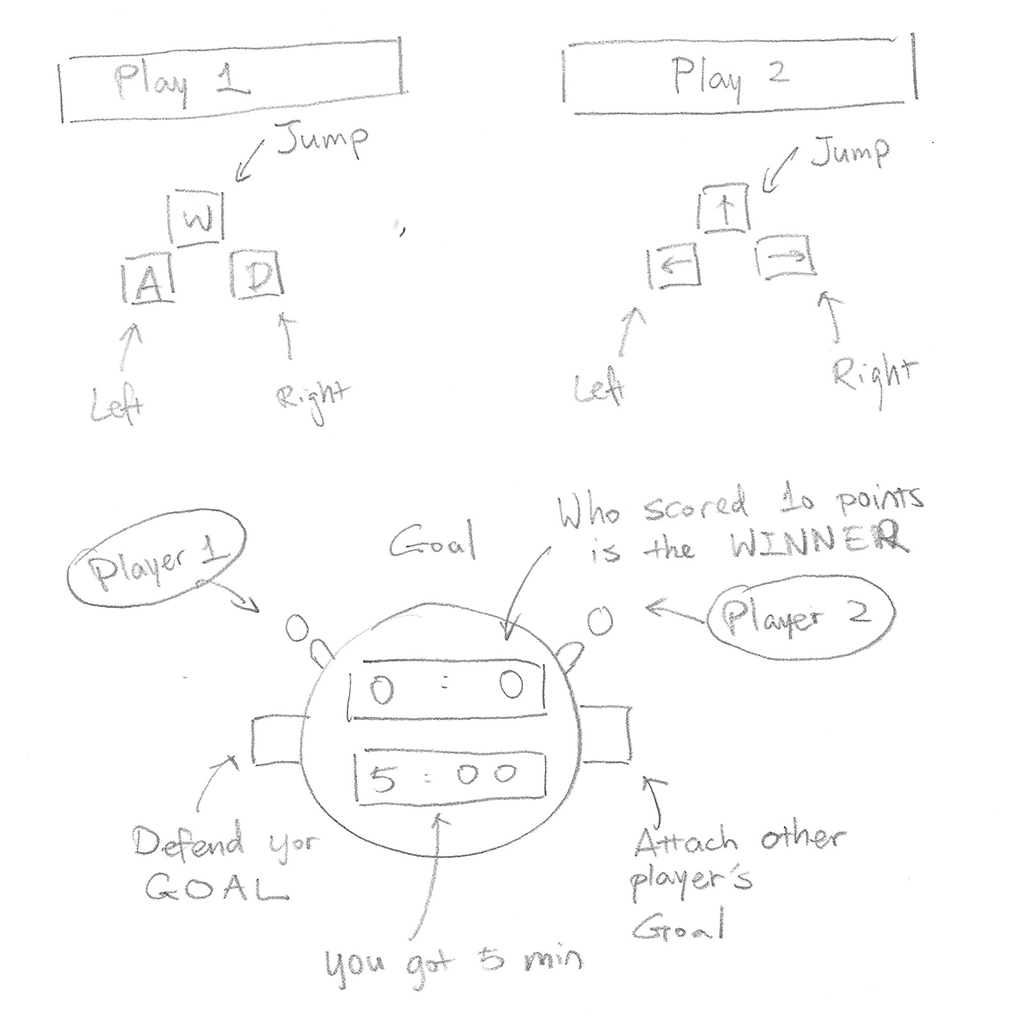 Play 1
Play 2
Jump
Jump
W
↑
A
D
←
→
Left
Right
Left
Right
Who scored 10 points
is the WINNER
Goal
Player 1
Player 2
0 : 0
5 : 00
Defend yor
GOAL
Attach other
player's
Goal
you got 5 min